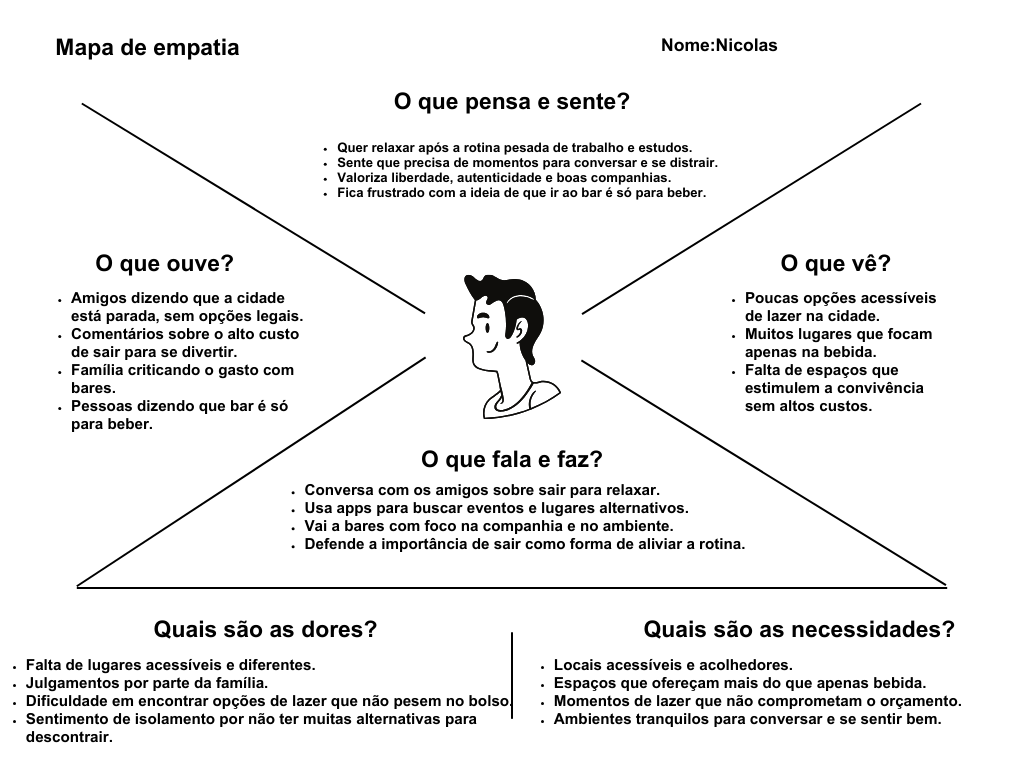 Mapa de empatia
Nome:Nicolas
O que pensa e sente?
• Quer relaxar após a rotina pesada de trabalho e estudos.
• Sente que precisa de momentos para conversar e se distrair.
• Valoriza liberdade, autenticidade e boas companhias.
• Fica frustrado com a ideia de que ir ao bar é só para beber.
O que ouve?
• Amigos dizendo que a cidade
está parada, sem opções legais.
• Comentários sobre o alto custo
de sair para se divertir.
• Família criticando o gasto com
bares.
• Pessoas dizendo que bar é só
para beber.
O que vê?
• Poucas opções acessíveis
de lazer na cidade.
• Muitos lugares que focam
apenas na bebida.
• Falta de espaços que
estimulem a convivência
sem altos custos.
O que fala e faz?
• Conversa com os amigos sobre sair para relaxar.
• Usa apps para buscar eventos e lugares alternativos.
• Vai a bares com foco na companhia e no ambiente.
• Defende a importância de sair como forma de aliviar a rotina.
Quais são as dores?
• Falta de lugares acessíveis e diferentes.
• Julgamentos por parte da família.
• Dificuldade em encontrar opções de lazer que não pesem no bolso.
• Sentimento de isolamento por não ter muitas alternativas para
descontrair.
Quais são as necessidades?
• Locais acessíveis e acolhedores.
• Espaços que ofereçam mais do que apenas bebida.
• Momentos de lazer que não comprometam o orçamento.
• Ambientes tranquilos para conversar e se sentir bem.